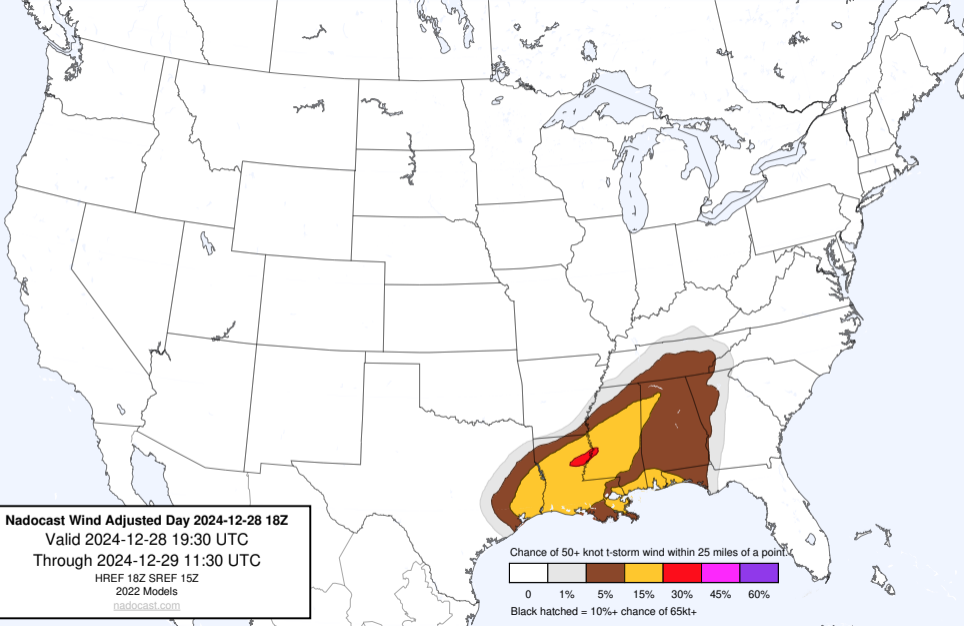 Nadocast Wind Adjusted Day 2024-12-28 18Z
Valid 2024-12-28 19:30 UTC
Through 2024-12-29 11:30 UTC
HREF 18Z SREF 15Z
2022 Models
nadocast.com
Chance of 50+ knot t-storm wind within 25 miles of a point.
0 1% 5% 15% 30% 45% 60%
Black hatched = 10%+ chance of 65kt+